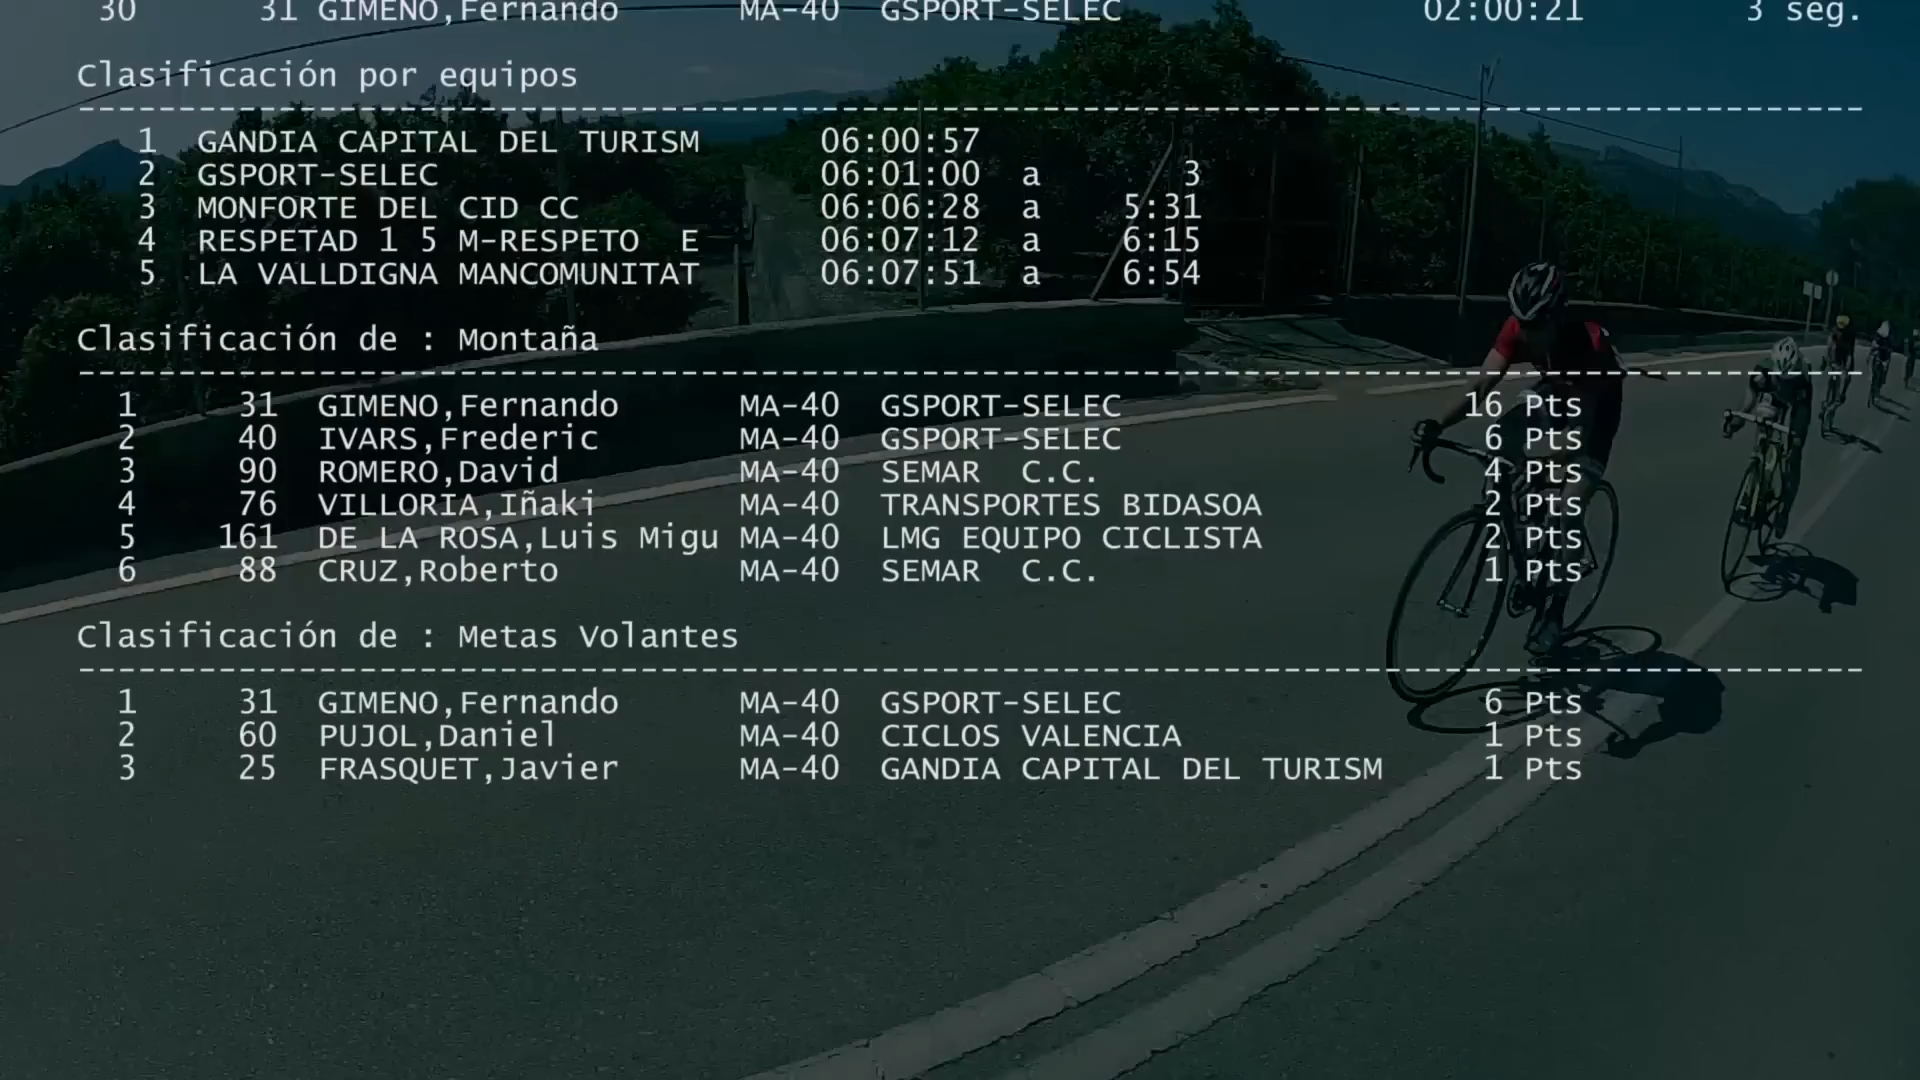 30 31 GIMENO,Fernando MA-40 GSPORT-SELEC 02:00:21 3 seg.
Clasificación por equipos
1 GANDIA CAPITAL DEL TURISM 06:00:57
2 GSPORT-SELEC 06:01:00 a 3
3 MONFORTE DEL CID CC 06:06:28 a 5:31
4 RESPETAD 1 5 M-RESPETO E 06:07:12 a 6:15
5 LA VALLDIGNA MANCOMUNITAT 06:07:51 a 6:54
Clasificación de : Montaña
1 31 GIMENO,Fernando MA-40 GSPORT-SELEC 16 Pts
2 40 IVARS,Frederic MA-40 GSPORT-SELEC 6 Pts
3 90 ROMERO,David MA-40 SEMAR C.C. 4 Pts
4 76 VILLORIA,Iñaki MA-40 TRANSPORTES BIDASOA 2 Pts
5 161 DE LA ROSA,Luis Migu MA-40 LMG EQUIPO CICLISTA 2 Pts
6 88 CRUZ,Roberto MA-40 SEMAR C.C. 1 Pts
Clasificación de : Metas Volantes
1 31 GIMENO,Fernando MA-40 GSPORT-SELEC 6 Pts
2 60 PUJOL,Daniel MA-40 CICLOS VALENCIA 1 Pts
3 25 FRASQUET,Javier MA-40 GANDIA CAPITAL DEL TURISM 1 Pts